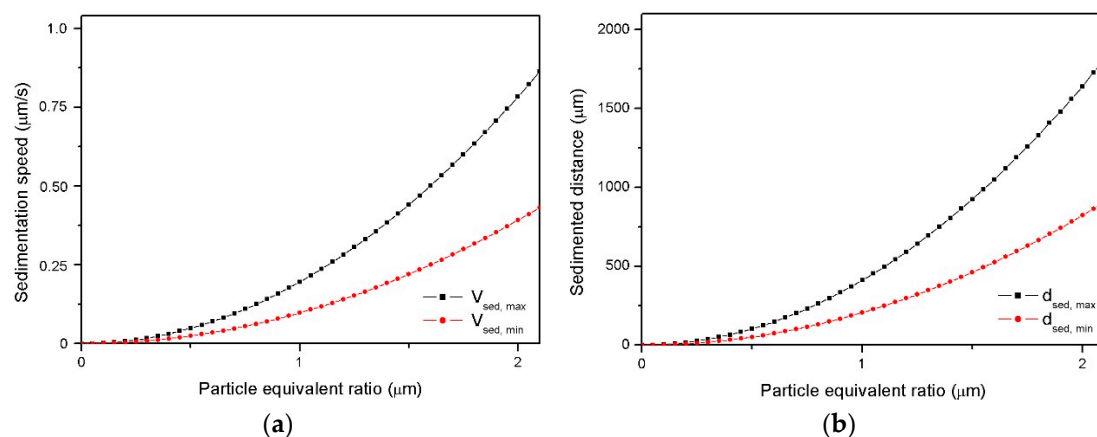 1.0
0.75
0.50
0.25
0
Sedimentation speed (μm/s)
V sed, max
V sed, min
0
1
2
Particle equivalent ratio (μm)
(a)
2000
1500
1000
500
0
Sedimented distance (μm)
d sed, max
d sed, min
0
1
2
Particle equivalent ratio (μm)
(b)